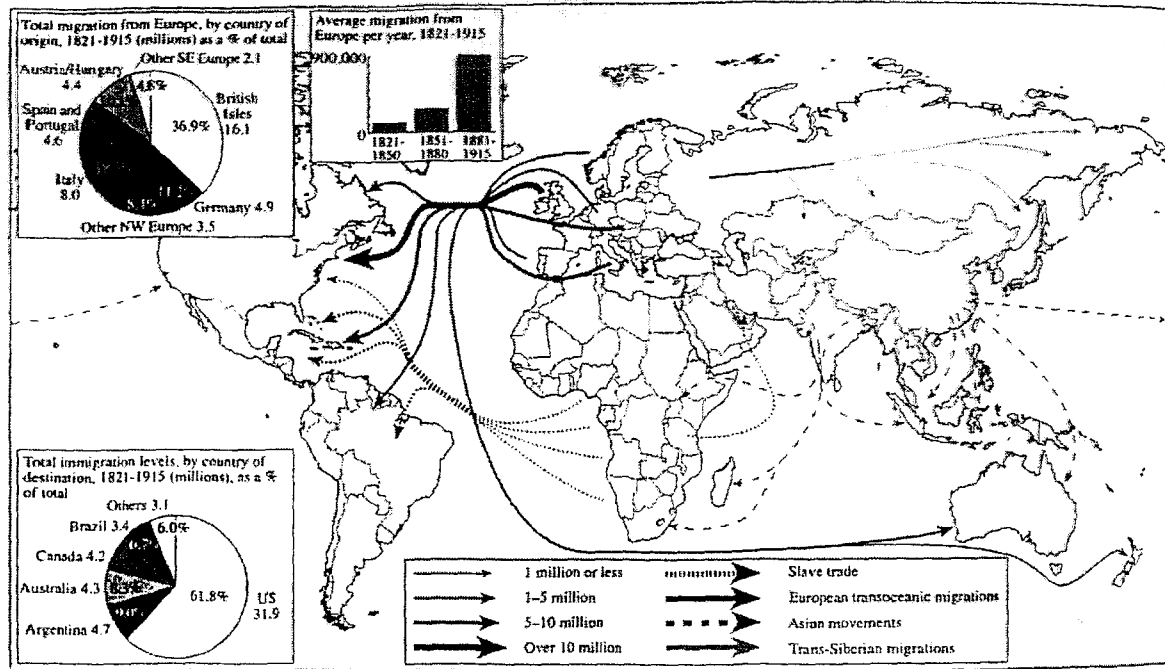 Total migration from Europe, by country of
origin, 1821-1915 (millions) as a % of total
Other SE Europe 2.1
Austria/Hungary
4.4
4.8%
British
Isles
16.1
Spain and
Portugal
4.6
36.9%
Italy
8.0
Germany 4.9
Other NW Europe 3.5
Average migration from
Europe per year, 1821-1915
900,000
0
1821-
1850
1851-
1880
1881-
1915
Total immigration levels, by country of
destination, 1821-1915 (millions), as a %
of total
Others 3.1
6.0%
Brazil 3.4
Canada 4.2
Australia 4.3
61.8%
US
31.9
Argentina 4.7
1 million or less
1–5 million
5–10 million
Over 10 million
Slave trade
European transoceanic migrations
Asian movements
Trans-Siberian migrations